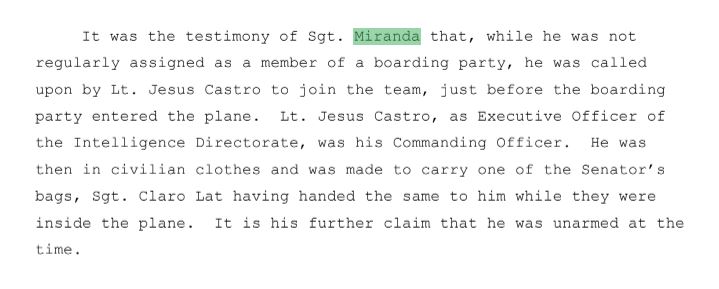 It was the testimony of Sgt. Miranda that, while he was not
regularly assigned as a member of a boarding party, he was called
upon by Lt. Jesus Castro to join the team, just before the boarding
party entered the plane.  Lt. Jesus Castro, as Executive Officer of
the Intelligence Directorate, was his Commanding Officer.  He was
then in civilian clothes and was made to carry one of the Senator’s
bags, Sgt. Claro Lat having handed the same to him while they were
inside the plane.  It is his further claim that he was unarmed at the
time.